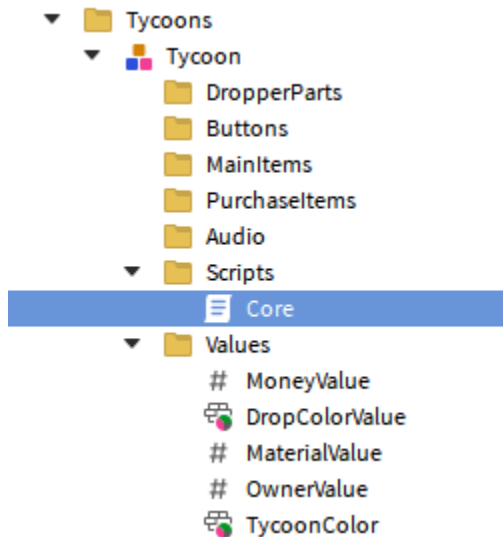 Tycoons
Tycoon
DropperParts
Buttons
MainItems
PurchaseItems
Audio
Scripts
Core
Values
# MoneyValue
DropColorValue
# MaterialValue
# OwnerValue
TycoonColor